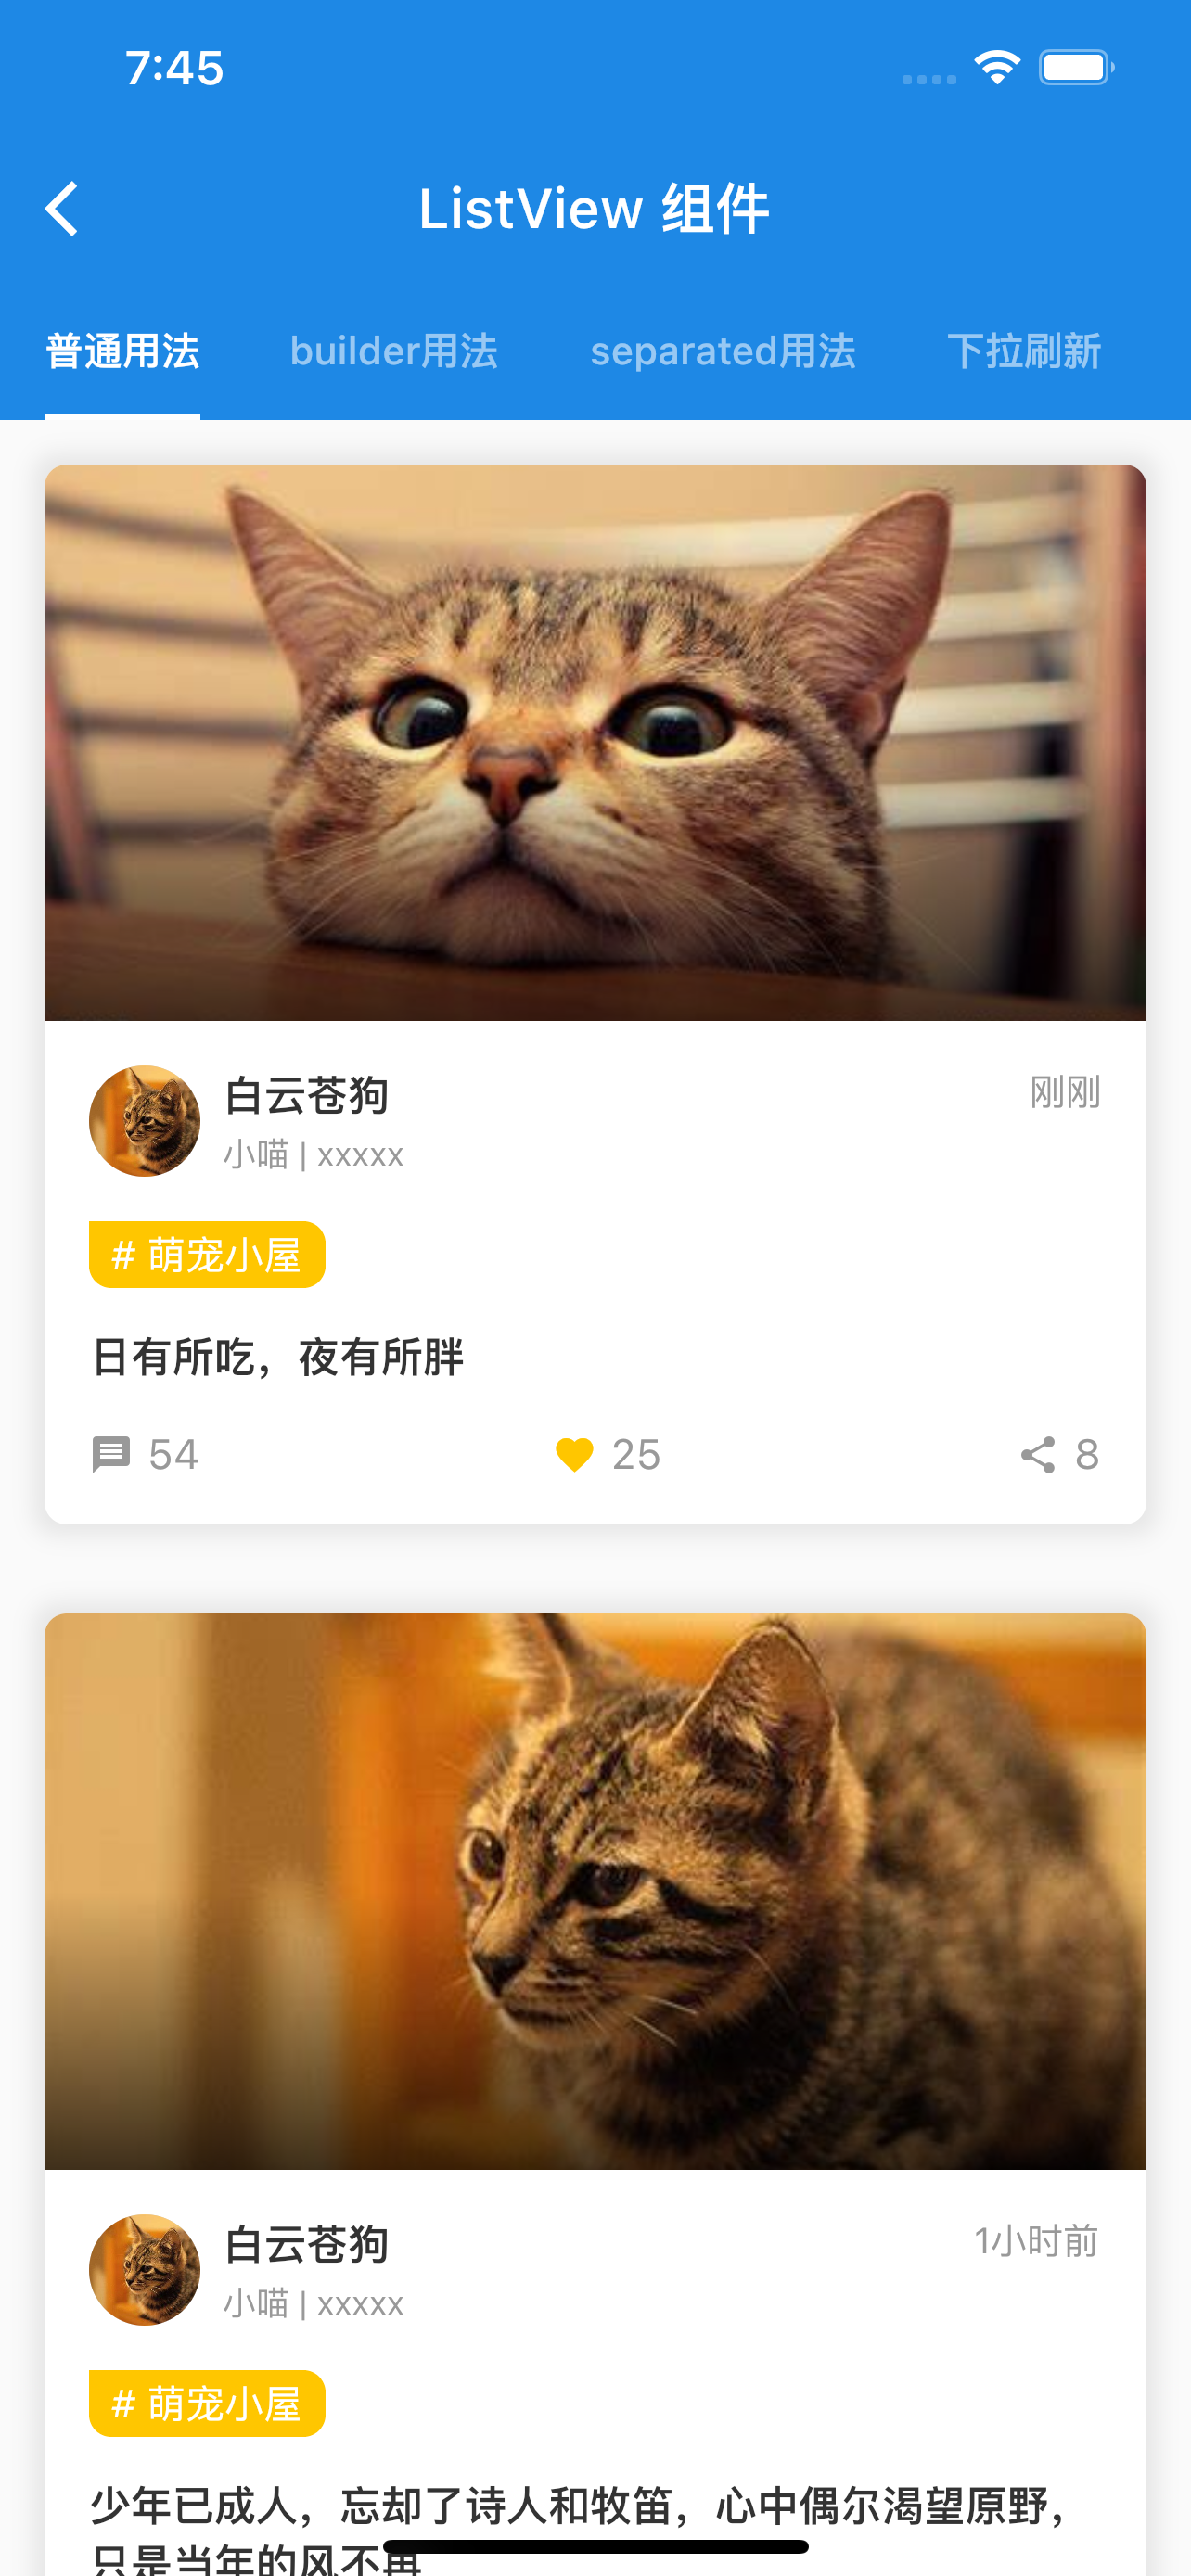 7:45
ListView 组件
普通用法
builder用法
separated用法
下拉刷新
白云苍狗
刚刚
小喵 | xxxxx
# 萌宠小屋
日有所吃，夜有所胖
54
25
8
白云苍狗
1小时前
小喵 | xxxxx
# 萌宠小屋
少年已成人，忘却了诗人和牧笛，心中偶尔渴望原野，
只是当年的风不再